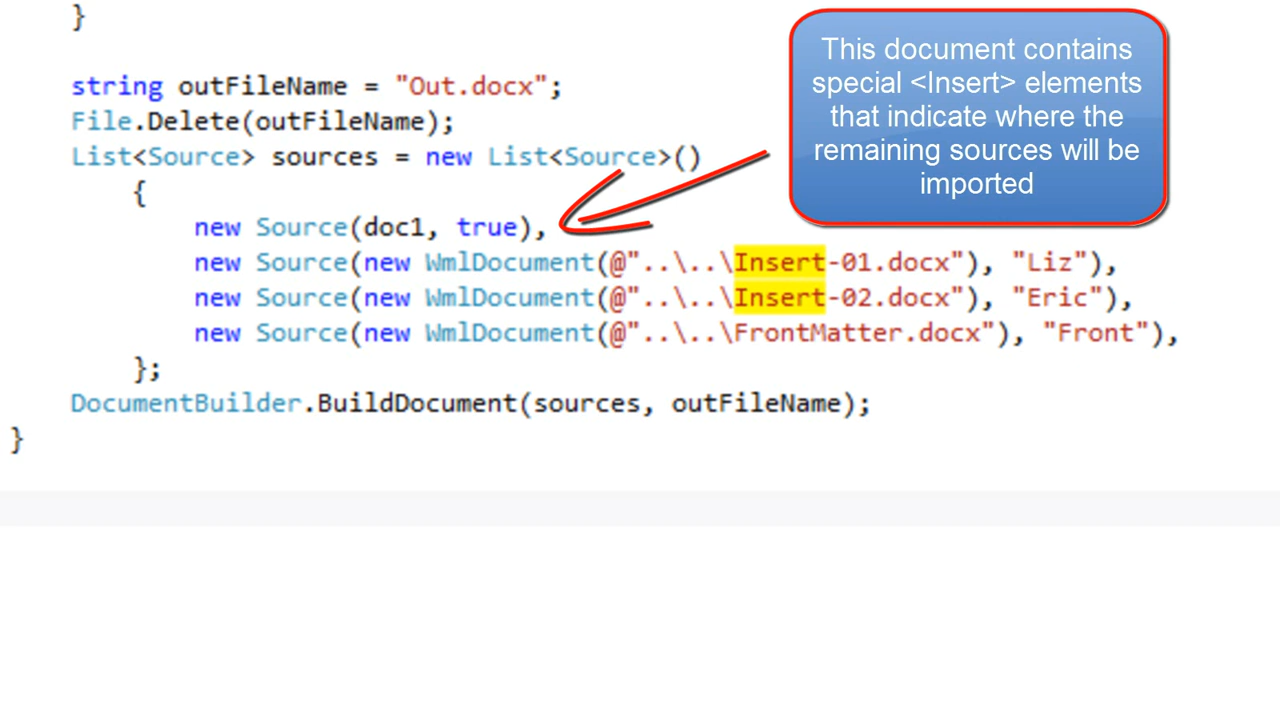 }
string outFileName = "Out.docx";
File.Delete(outFileName);
List<Source> sources = new List<Source>()
{
new Source(doc1, true),
new Source(new WmlDocument(@"..\..\Insert-01.docx"), "Liz"),
new Source(new WmlDocument(@"..\..\Insert-02.docx"), "Eric"),
new Source(new WmlDocument(@"..\..\FrontMatter.docx"), "Front"),
};
DocumentBuilder.BuildDocument(sources, outFileName);
}
This document contains
special <Insert> elements
that indicate where the
remaining sources will be
imported